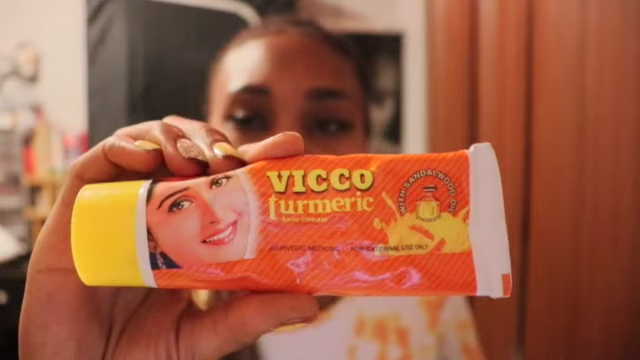 VICCO
turmeric
SKIN CREAM
WITH SANDALWOOD OIL
AYURVEDIC MEDICINE
FOR EXTERNAL USE ONLY